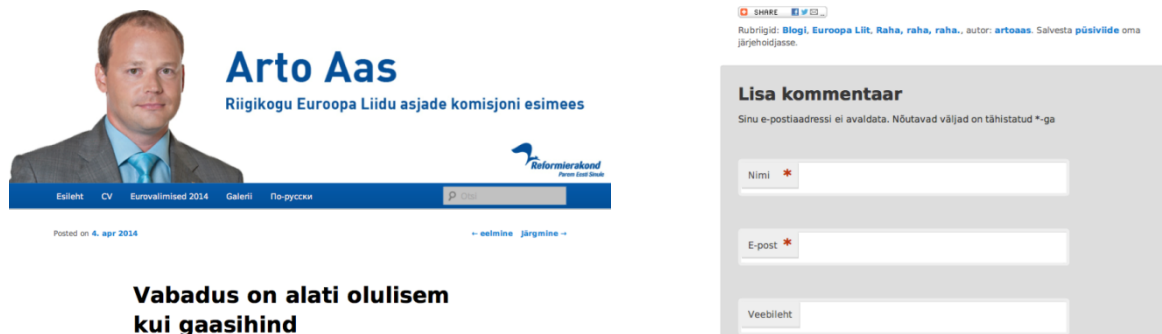 Arto Aas
Riigikogu Euroopa Liidu asjade komisjoni esimees
Reformierakond
Parem Eesti Sinule
Esileht CV Eurovalimised 2014 Galerii По-русски Otsi
Posted on 4. apr 2014 ← eelmine Järgmine →
Vabadus on alati olulisem
kui gaasihind
SHARE
Rubriigid: Blogi, Euroopa Liit, Raha, raha, raha., autor: artoaas. Salvesta püsiviide oma
järjehoidjasse.
Lisa kommentaar
Sinu e-postiaadressi ei avaldata. Nõutavad väljad on tähistatud *-ga
Nimi *
E-post *
Veebileht